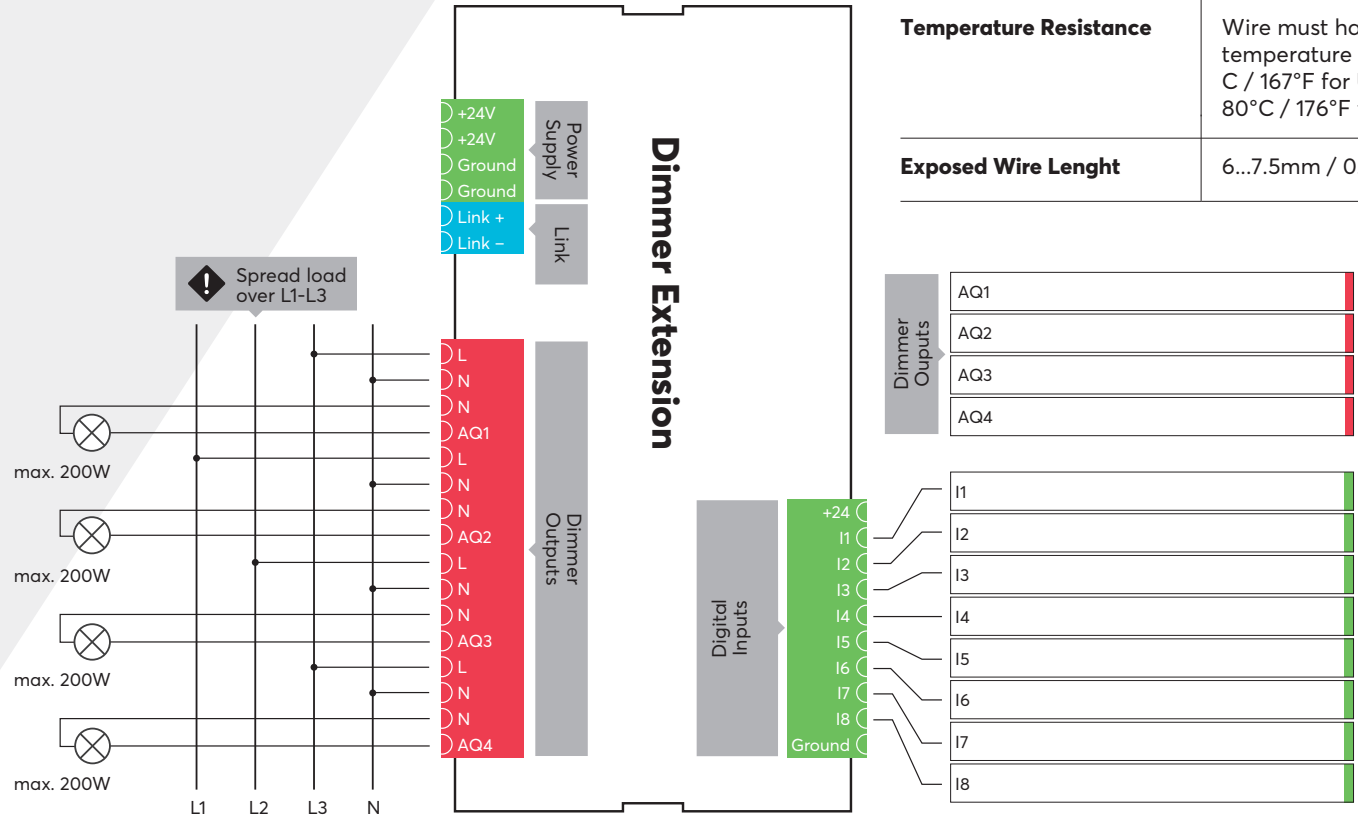 Temperature Resistance
Wire must ha
temperature
C / 167°F for
80°C / 176°F
Exposed Wire Lenght
6...7.5mm / 0
Dimmer Extension
+24V
+24V
Ground
Ground
Power
Supply
Link +
Link –
Link
Spread load
over L1-L3
L
N
N
AQ1
L
N
N
AQ2
L
N
N
AQ3
L
N
N
AQ4
Dimmer
Outputs
max. 200W
max. 200W
max. 200W
max. 200W
L1
L2
L3
N
Digital
Inputs
+24
I1
I2
I3
I4
I5
I6
I7
I8
Ground
Dimmer
Ouputs
AQ1
AQ2
AQ3
AQ4
I1
I2
I3
I4
I5
I6
I7
I8